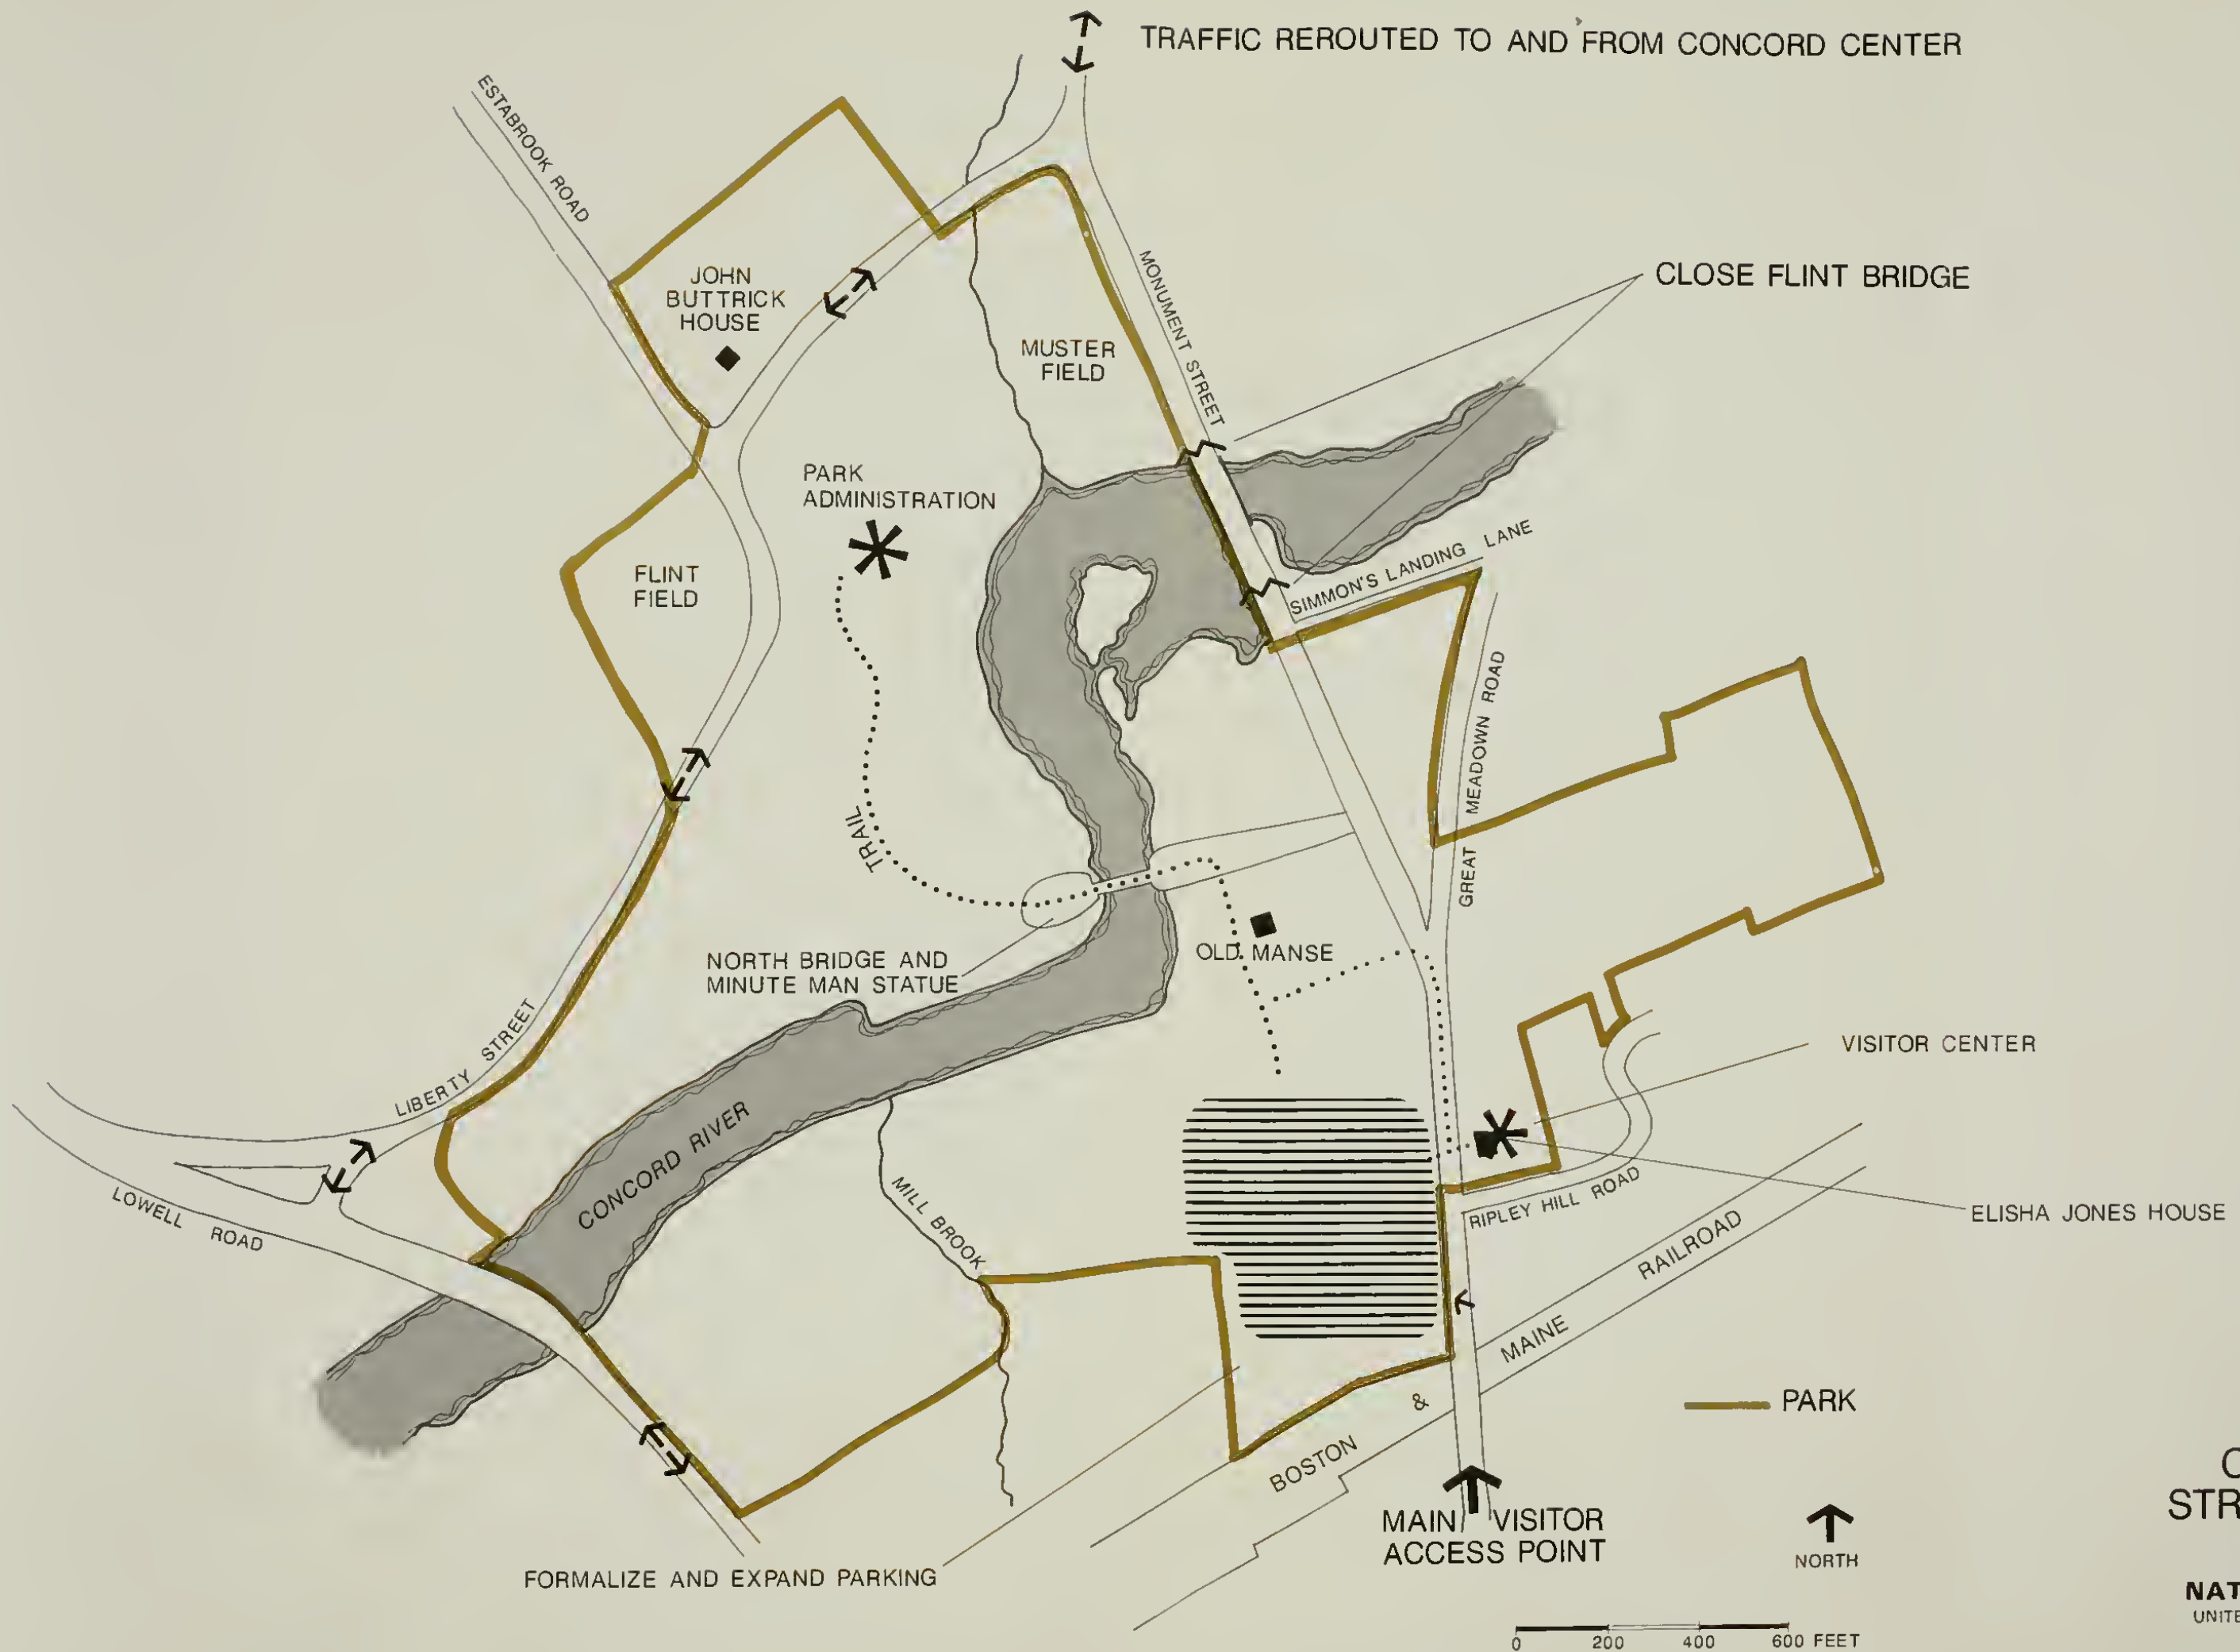 TRAFFIC REROUTED TO AND FROM CONCORD CENTER
ESTABROOK ROAD
JOHN
BUTTRICK
HOUSE
MONUMENT STREET
CLOSE FLINT BRIDGE
MUSTER
FIELD
PARK
ADMINISTRATION
FLINT
FIELD
SIMMON'S LANDING LANE
GREAT MEADOWN ROAD
TRAIL
OLD MANSE
NORTH BRIDGE AND
MINUTE MAN STATUE
LIBERTY STREET
VISITOR CENTER
CONCORD RIVER
LOWELL ROAD
MILL BROOK
RIPLEY HILL ROAD
ELISHA JONES HOUSE
BOSTON & MAINE RAILROAD
PARK
MAIN VISITOR
ACCESS POINT
NORTH
FORMALIZE AND EXPAND PARKING
0 200 400 600 FEET
C
STR
NAT
UNITE